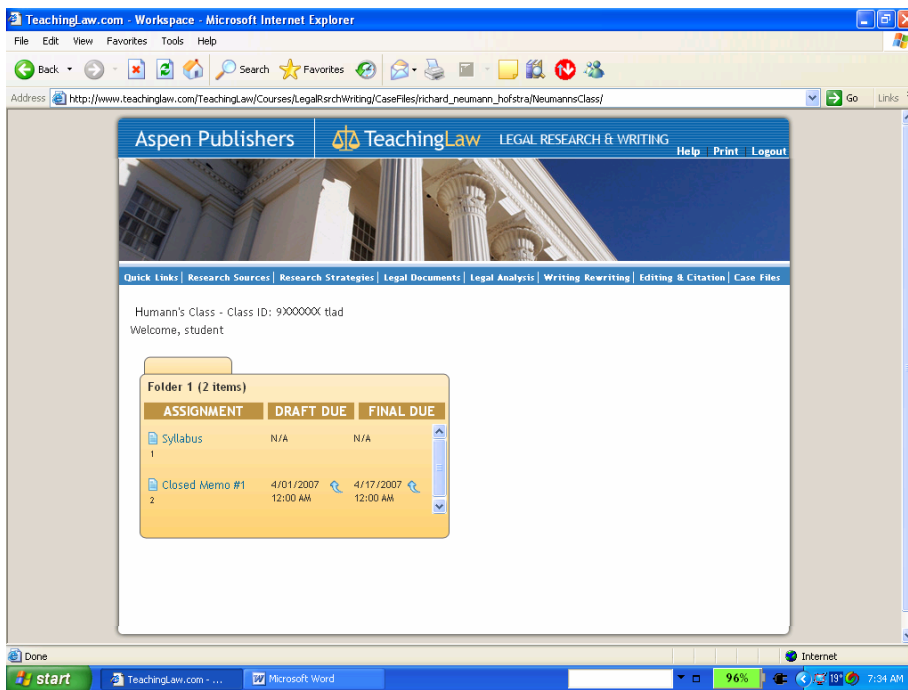 TeachingLaw.com - Workspace - Microsoft Internet Explorer
File Edit View Favorites Tools Help
Back Search Favorites
Address http://www.teachinglaw.com/TeachingLaw/Courses/LegalRsrchWriting/CaseFiles/richard_neumann_hofstra/NeumannsClass/ Go Links
Aspen Publishers TeachingLaw LEGAL RESEARCH & WRITING
Help Print Logout
Quick Links| Research Sources| Research Strategies| Legal Documents| Legal Analysis| Writing Rewriting| Editing & Citation| Case Files
Humann's Class - Class ID: 9XXXXXX tlad
Welcome, student
Folder 1 (2 items)
ASSIGNMENT DRAFT DUE FINAL DUE
Syllabus N/A N/A
1
Closed Memo #1 4/01/2007 4/17/2007
2 12:00 AM 12:00 AM
Done Internet
start TeachingLaw.com - ... Microsoft Word 96% 19° 7:34 AM